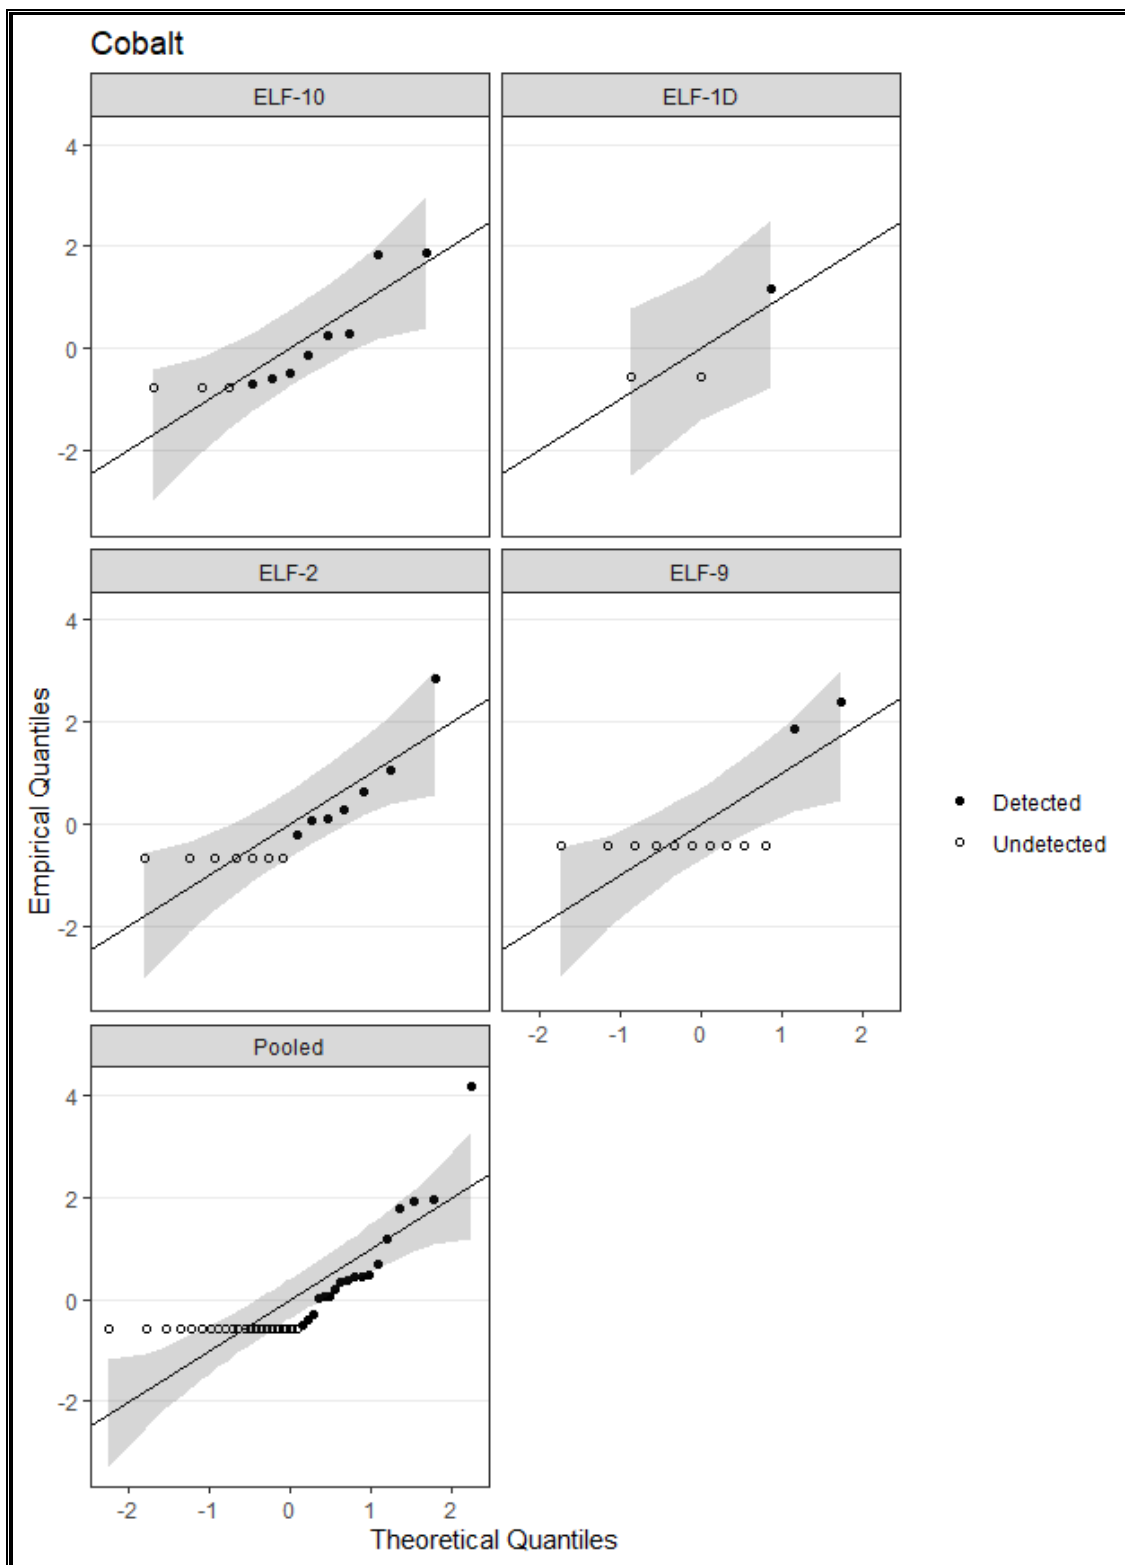 Cobalt
ELF-10
ELF-1D
4
2
0
-2
ELF-2
ELF-9
4
2
0
-2
-2 -1 0 1 2
Empirical Quantiles
Detected
Undetected
Pooled
4
2
0
-2
-2 -1 0 1 2
Theoretical Quantiles